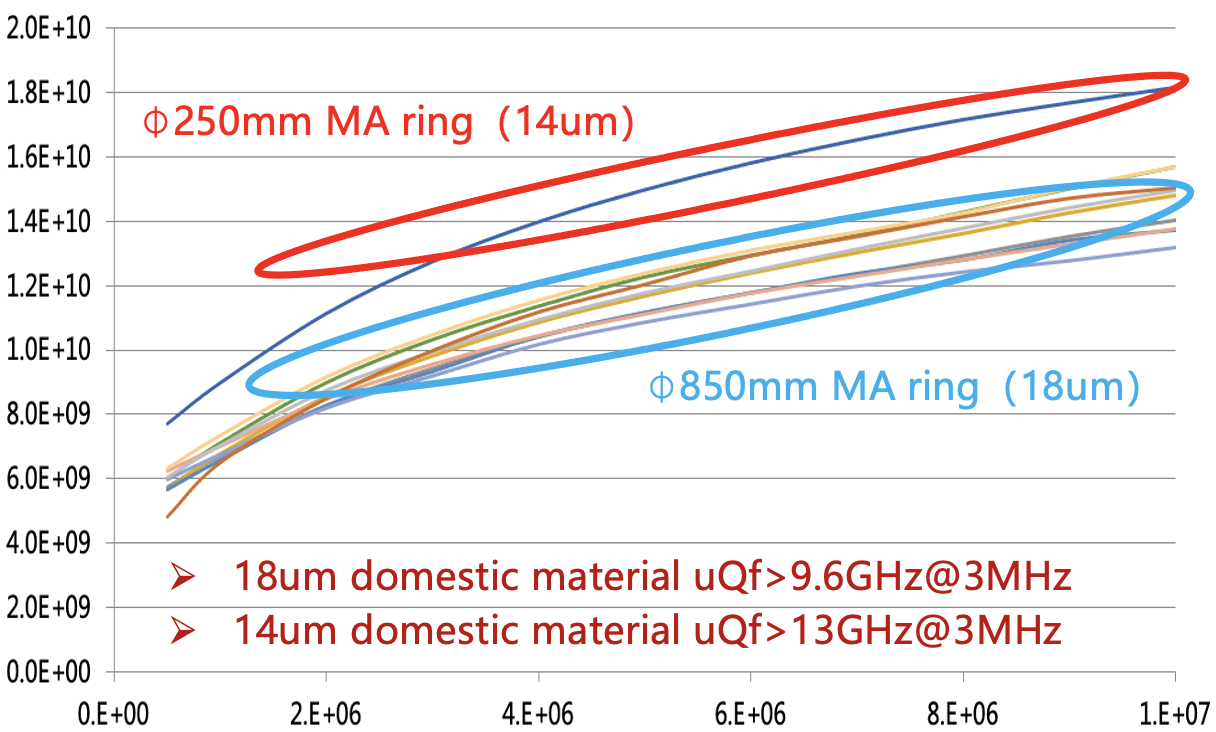 2.0E+10
1.8E+10
1.6E+10
1.4E+10
1.2E+10
1.0E+10
8.0E+09
6.0E+09
4.0E+09
2.0E+09
0.0E+00
ф250mm MA ring（14um）
ф850mm MA ring（18um）
➢ 18um domestic material uQf>9.6GHz@3MHz
➢ 14um domestic material uQf>13GHz@3MHz
0.E+00 2.E+06 4.E+06 6.E+06 8.E+06 1.E+07